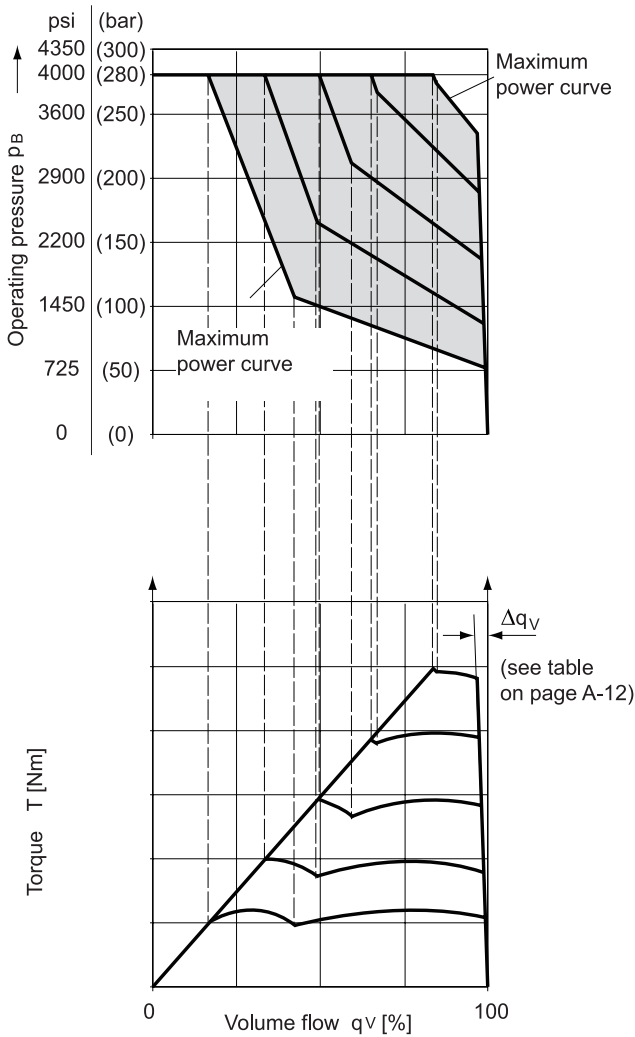 psi (bar)
4350 (300)
4000 (280)
3600 (250)
2900 (200)
2200 (150)
1450 (100)
725 (50)
0 (0)
Operating pressure pB
Maximum
power curve
Maximum
power curve
ΔqV
(see table
on page A-12)
Torque T [Nm]
0 100
Volume flow qV [%]